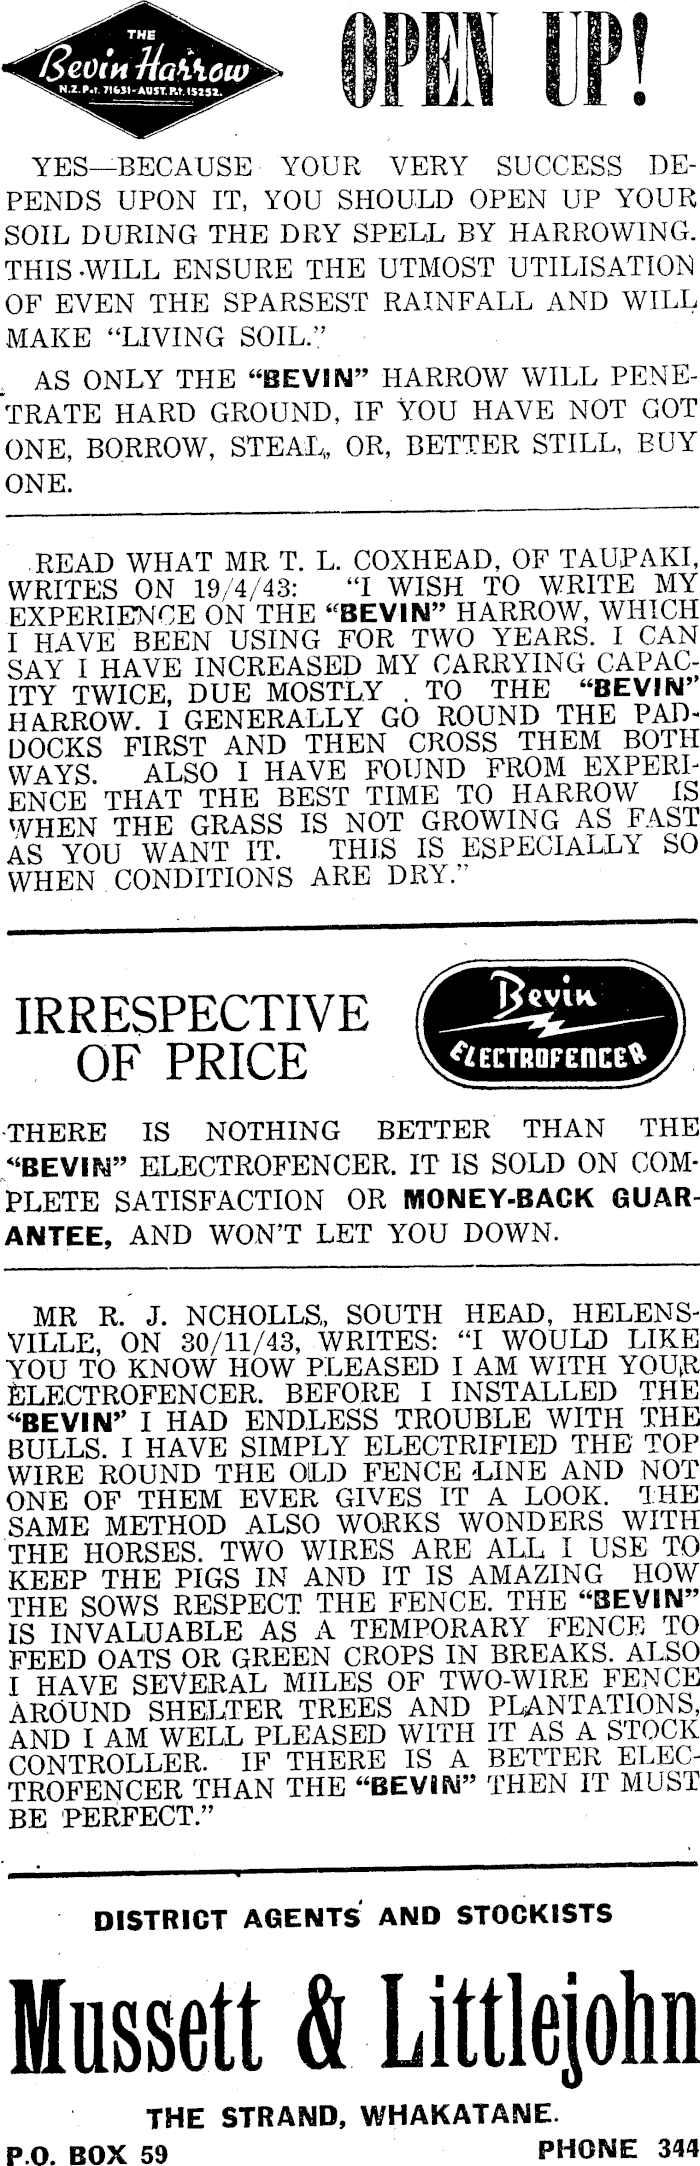 THE
Bevin Harrow
N.Z. Pat. 71631-AUST. Pat. 15252.
OPEN UP!
YES—BECAUSE YOUR VERY SUCCESS DE-
PENDS UPON IT, YOU SHOULD OPEN UP YOUR
SOIL DURING THE DRY SPELL BY HARROWING.
THIS WILL ENSURE THE UTMOST UTILISATION
OF EVEN THE SPARSEST RAINFALL AND WILL
MAKE “LIVING SOIL.”
AS ONLY THE “BEVIN” HARROW WILL PENE-
TRATE HARD GROUND, IF YOU HAVE NOT GOT
ONE, BORROW, STEAL, OR, BETTER STILL, BUY
ONE.
READ WHAT MR T. L. COXHEAD, OF TAUPAKI,
WRITES ON 19/4/43: “I WISH TO WRITE MY
EXPERIENCE ON THE “BEVIN” HARROW, WHICH
I HAVE BEEN USING FOR TWO YEARS. I CAN
SAY I HAVE INCREASED MY CARRYING CAPAC-
ITY TWICE, DUE MOSTLY TO THE “BEVIN”
HARROW. I GENERALLY GO ROUND THE PAD-
DOCKS FIRST AND THEN CROSS THEM BOTH
WAYS. ALSO I HAVE FOUND FROM EXPERI-
ENCE THAT THE BEST TIME TO HARROW IS
WHEN THE GRASS IS NOT GROWING AS FAST
AS YOU WANT IT. THIS IS ESPECIALLY SO
WHEN CONDITIONS ARE DRY.”
IRRESPECTIVE
OF PRICE
Bevin
ELECTROFENCER
THERE IS NOTHING BETTER THAN THE
“BEVIN” ELECTROFENCER. IT IS SOLD ON COM-
PLETE SATISFACTION OR MONEY-BACK GUAR-
ANTEE, AND WON'T LET YOU DOWN.
MR R. J. NCHOLLS, SOUTH HEAD, HELENS-
VILLE, ON 30/11/43, WRITES: “I WOULD LIKE
YOU TO KNOW HOW PLEASED I AM WITH YOUR
ELECTROFENCER. BEFORE I INSTALLED THE
“BEVIN” I HAD ENDLESS TROUBLE WITH THE
BULLS. I HAVE SIMPLY ELECTRIFIED THE TOP
WIRE ROUND THE OLD FENCE LINE AND NOT
ONE OF THEM EVER GIVES IT A LOOK. THE
SAME METHOD ALSO WORKS WONDERS WITH
THE HORSES. TWO WIRES ARE ALL I USE TO
KEEP THE PIGS IN AND IT IS AMAZING HOW
THE SOWS RESPECT THE FENCE. THE “BEVIN”
IS INVALUABLE AS A TEMPORARY FENCE TO
FEED OATS OR GREEN CROPS IN BREAKS. ALSO
I HAVE SEVERAL MILES OF TWO-WIRE FENCE
AROUND SHELTER TREES AND PLANTATIONS,
AND I AM WELL PLEASED WITH IT AS A STOCK
CONTROLLER. IF THERE IS A BETTER ELEC-
TROFENCER THAN THE “BEVIN” THEN IT MUST
BE PERFECT.”
DISTRICT AGENTS AND STOCKISTS
Mussett & Littlejohn
THE STRAND, WHAKATANE.
P.O. BOX 59 PHONE 344